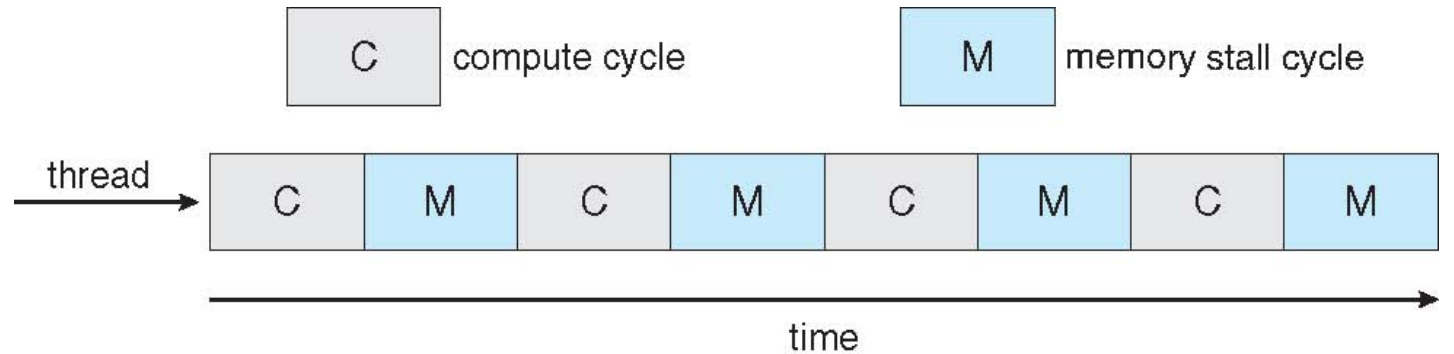 C compute cycle M memory stall cycle
thread
C M C M C M C M
time